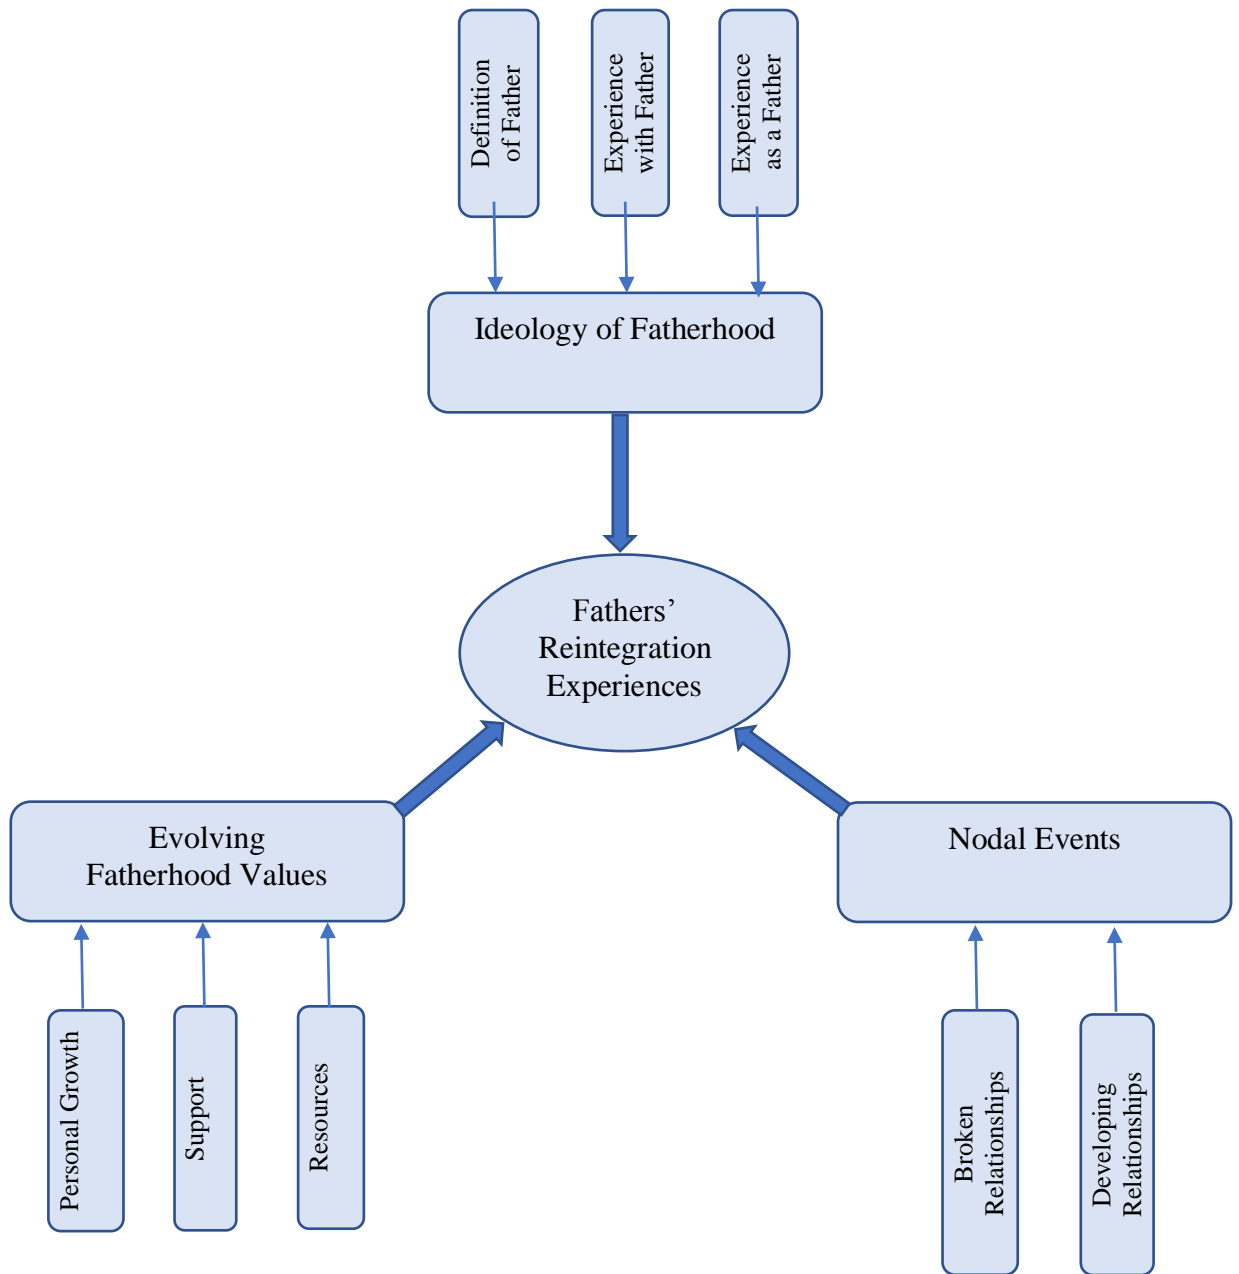 Definition
of Father
Experience
with Father
Experience
as a Father
Ideology of Fatherhood
Fathers’
Reintegration
Experiences
Evolving
Fatherhood Values
Nodal Events
Personal Growth
Support
Resources
Broken
Relationships
Developing
Relationships